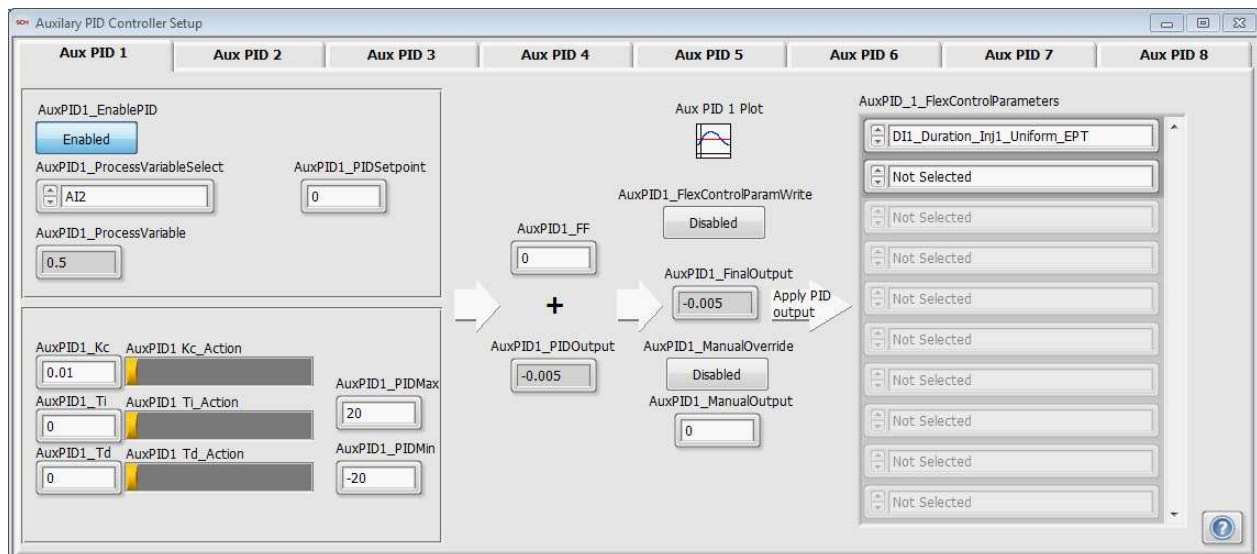 SCM Auxilary PID Controller Setup
Aux PID 1 Aux PID 2 Aux PID 3 Aux PID 4 Aux PID 5 Aux PID 6 Aux PID 7 Aux PID 8
AuxPID1_EnablePID
Enabled
AuxPID1_ProcessVariableSelect
AI2
AuxPID1_PIDSetpoint
0
AuxPID1_ProcessVariable
0.5
AuxPID1_Kc
0.01
AuxPID1 Kc_Action
AuxPID1_Ti
0
AuxPID1 Ti_Action
AuxPID1_Td
0
AuxPID1 Td_Action
AuxPID1_PIDMax
20
AuxPID1_PIDMin
-20
AuxPID1_FF
0
+
AuxPID1_PIDOutput
-0.005
Aux PID 1 Plot
AuxPID1_FlexControlParamWrite
Disabled
AuxPID1_FinalOutput
-0.005
Apply PID
output
AuxPID1_ManualOverride
Disabled
AuxPID1_ManualOutput
0
AuxPID_1_FlexControlParameters
DI1_Duration_Inj1_Uniform_EPT
Not Selected
Not Selected
Not Selected
Not Selected
Not Selected
Not Selected
Not Selected
Not Selected
Not Selected
?